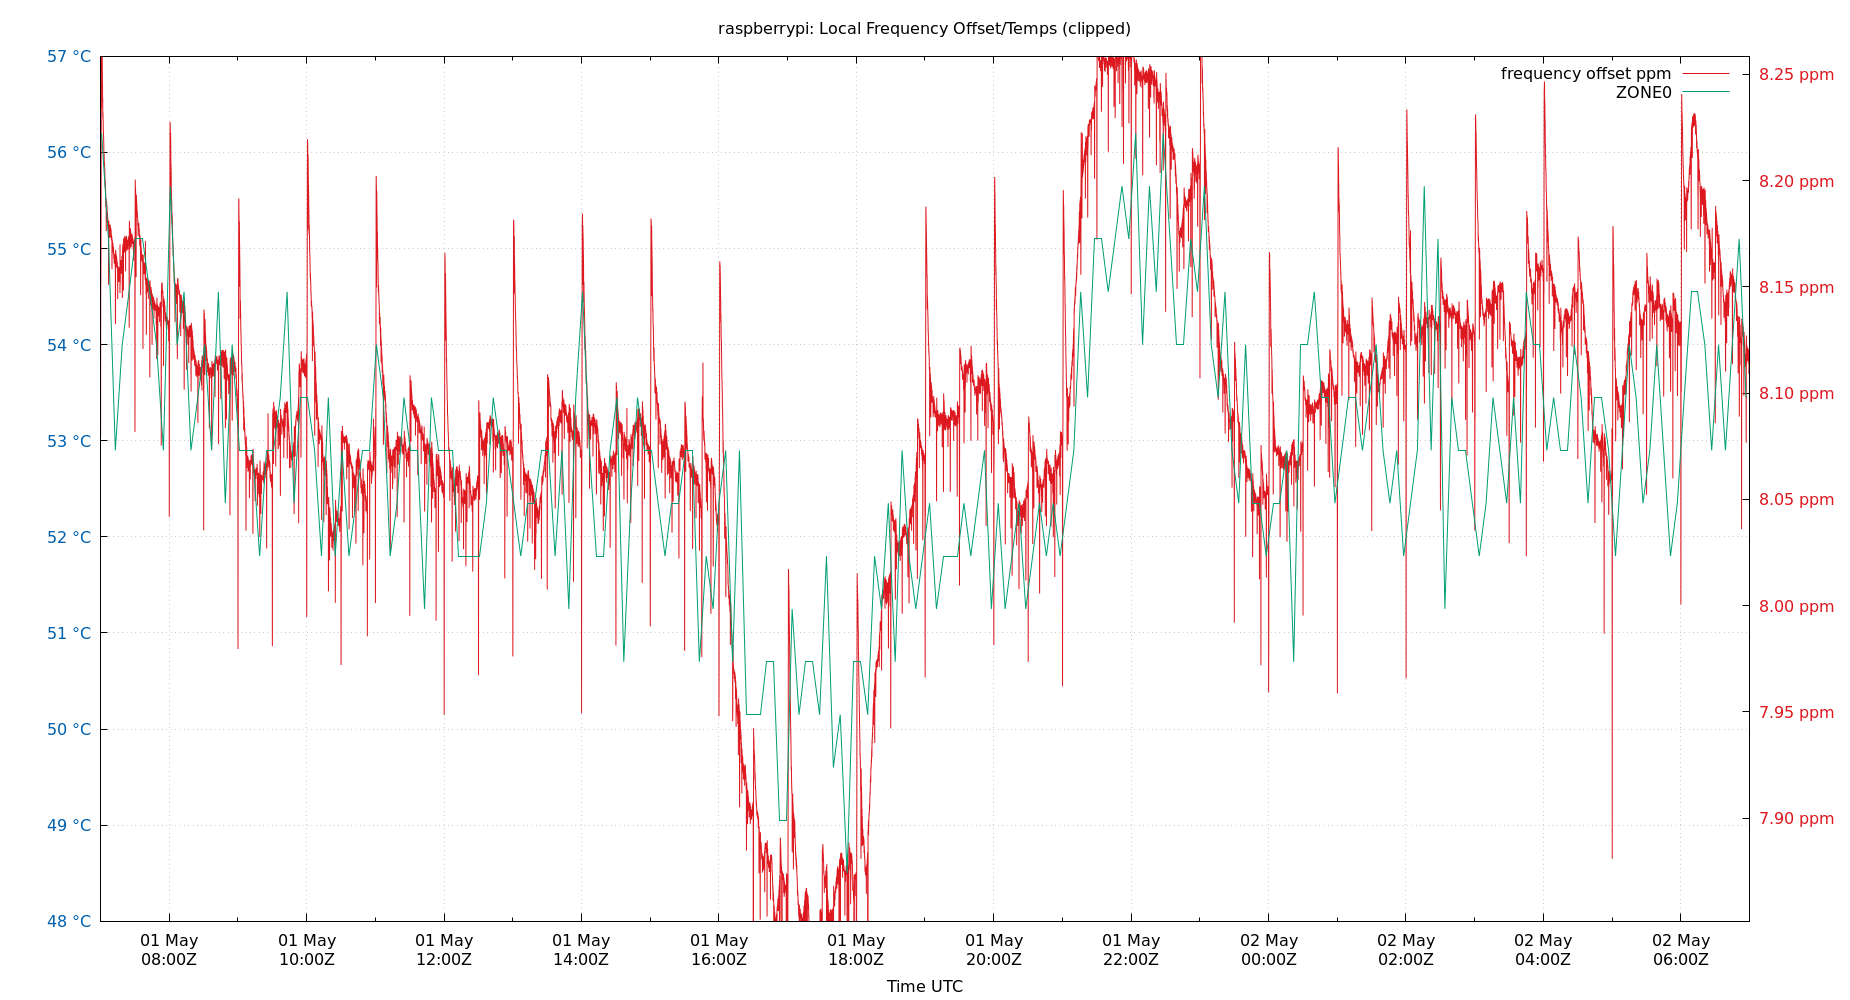 raspberrypi: Local Frequency Offset/Temps (clipped)
frequency offset ppm
ZONE0
57 °C
56 °C
55 °C
54 °C
53 °C
52 °C
51 °C
50 °C
49 °C
48 °C
8.25 ppm
8.20 ppm
8.15 ppm
8.10 ppm
8.05 ppm
8.00 ppm
7.95 ppm
7.90 ppm
01 May
08:00Z
01 May
10:00Z
01 May
12:00Z
01 May
14:00Z
01 May
16:00Z
01 May
18:00Z
01 May
20:00Z
01 May
22:00Z
02 May
00:00Z
02 May
02:00Z
02 May
04:00Z
02 May
06:00Z
Time UTC